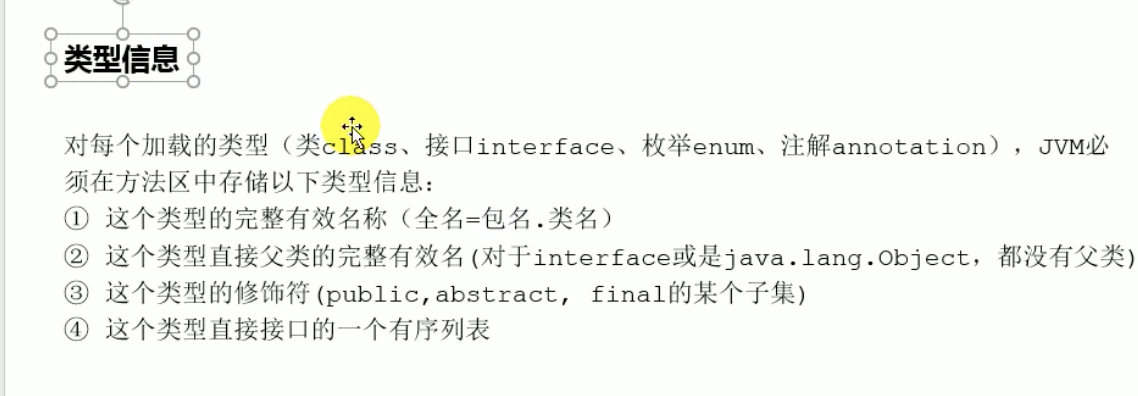 类型信息
对每个加载的类型（类class、接口interface、枚举enum、注解annotation），JVM必
须在方法区中存储以下类型信息：
① 这个类型的完整有效名称（全名=包名.类名）
② 这个类型直接父类的完整有效名(对于interface或是java.lang.Object，都没有父类)
③ 这个类型的修饰符(public,abstract, final的某个子集)
④ 这个类型直接接口的一个有序列表